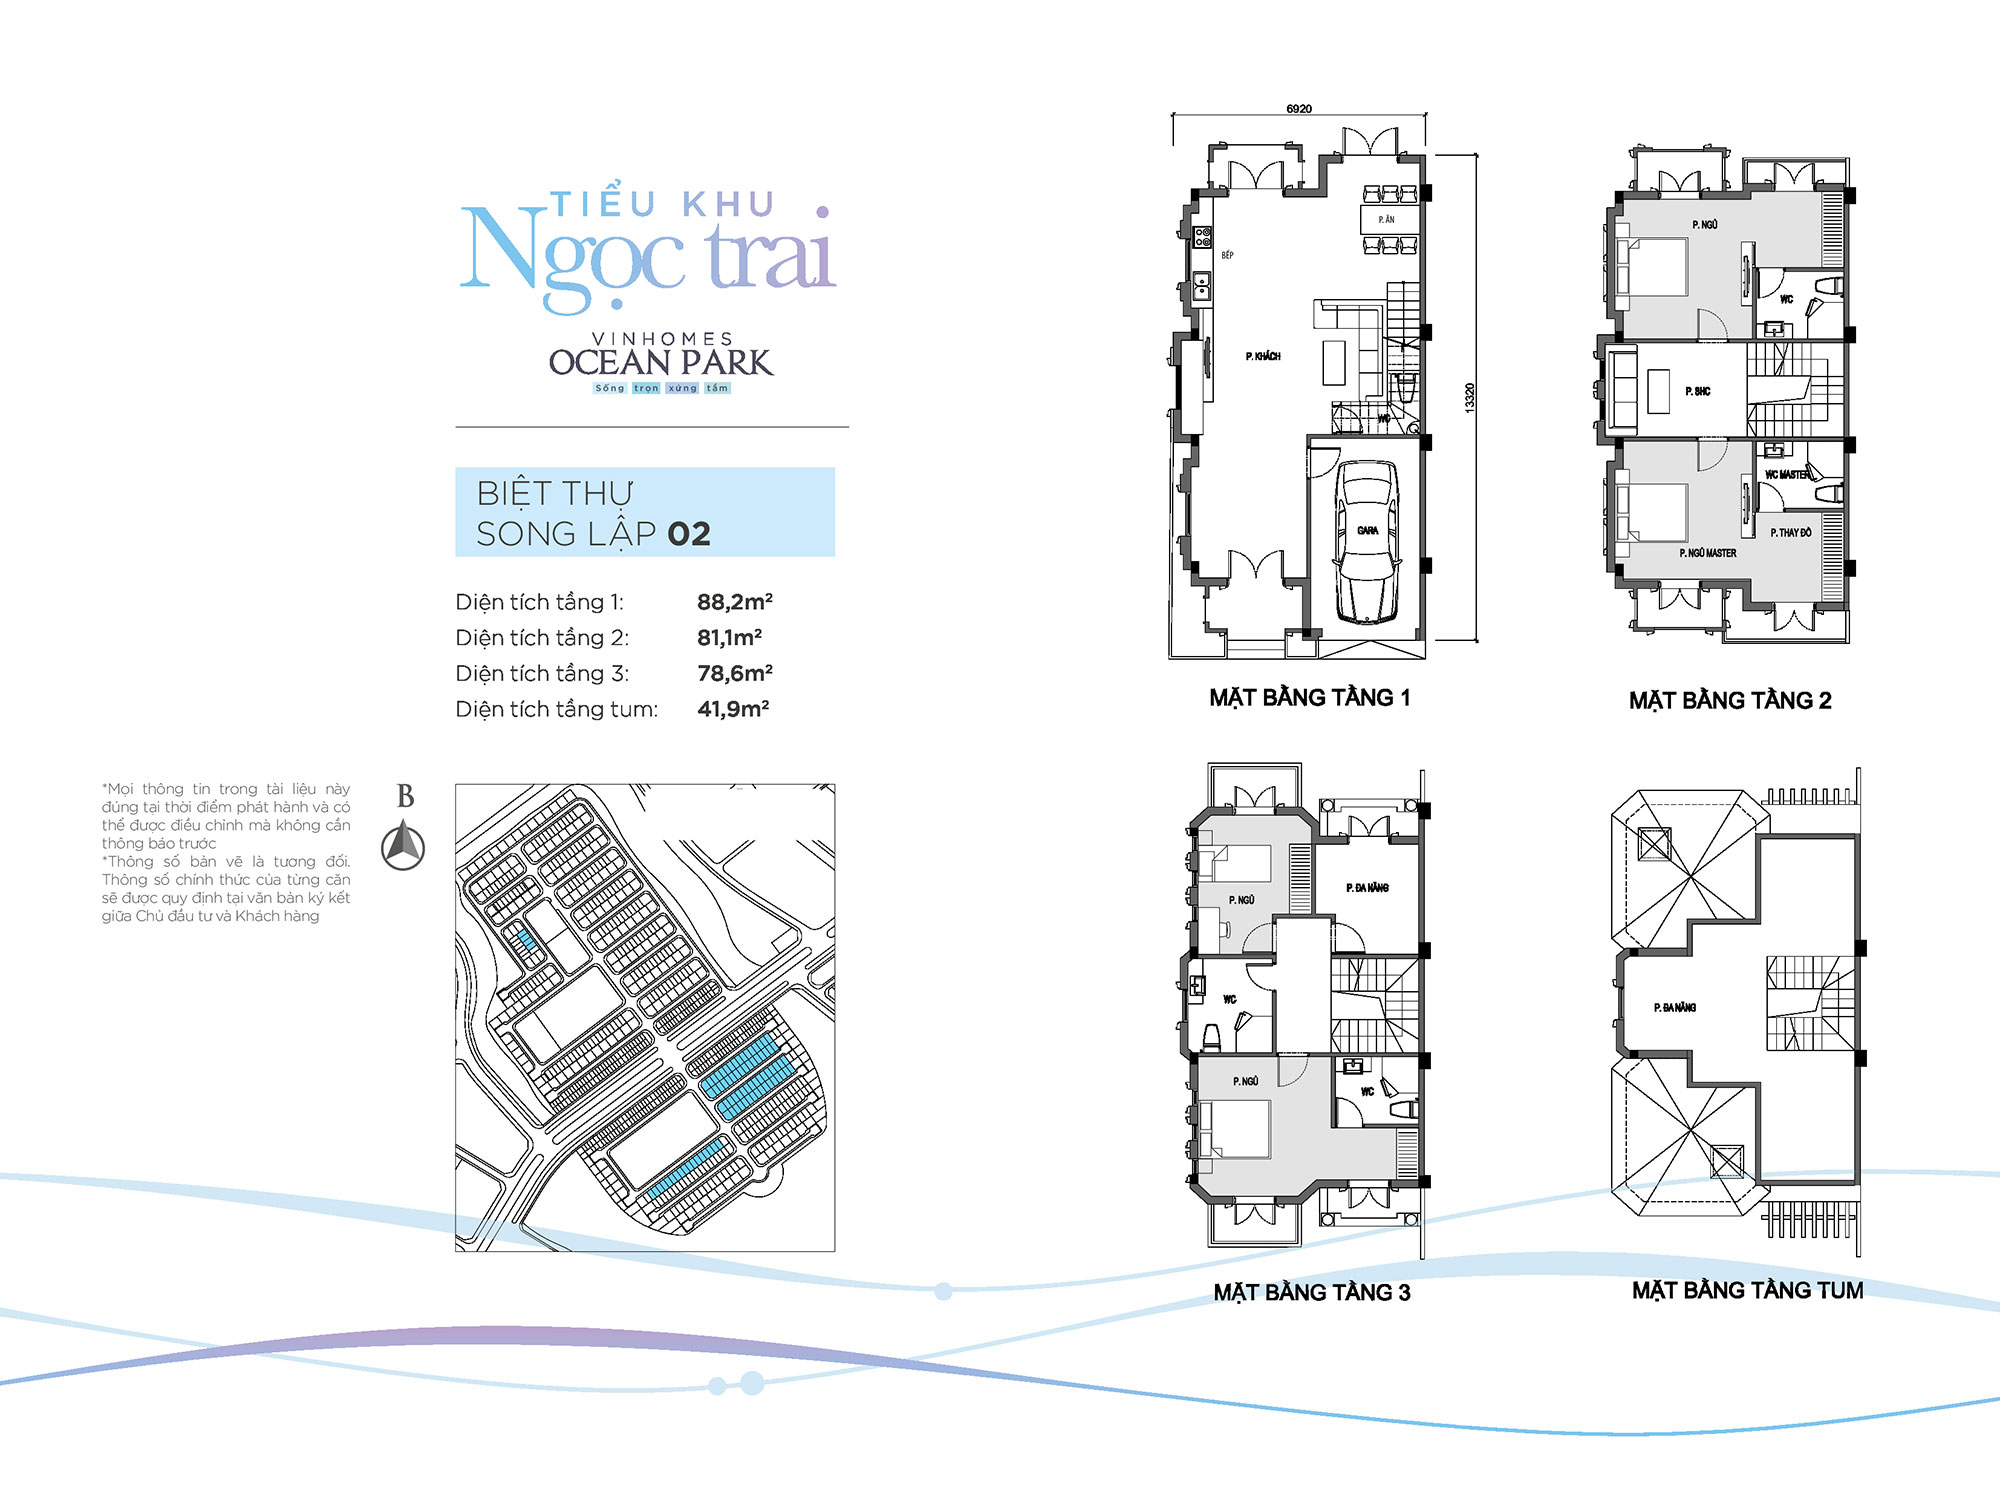 TIỂU KHU
Ngọc trai
VINHOMES
OCEAN PARK
Sống trọn xứng tầm
BIỆT THỰ
SONG LẬP 02
Diện tích tầng 1: 88,2m²
Diện tích tầng 2: 81,1m²
Diện tích tầng 3: 78,6m²
Diện tích tầng tum: 41,9m²
*Mọi thông tin trong tài liệu này
đúng tại thời điểm phát hành và có
thể được điều chỉnh mà không cần
thông báo trước
*Thông số bản vẽ là tương đối.
Thông số chính thức của từng căn
sẽ được quy định tại văn bản ký kết
giữa Chủ đầu tư và Khách hàng
B
6920
13320
P. ĂN
BẾP
P. KHÁCH
WC
GARA
MẶT BẰNG TẦNG 1
P. NGỦ
WC
P. SHC
WC MASTER
P. THAY ĐỒ
P. NGỦ MASTER
MẶT BẰNG TẦNG 2
P. ĐA NĂNG
P. NGỦ
WC
P. NGỦ
WC
MẶT BẰNG TẦNG 3
P. ĐA NĂNG
MẶT BẰNG TẦNG TUM